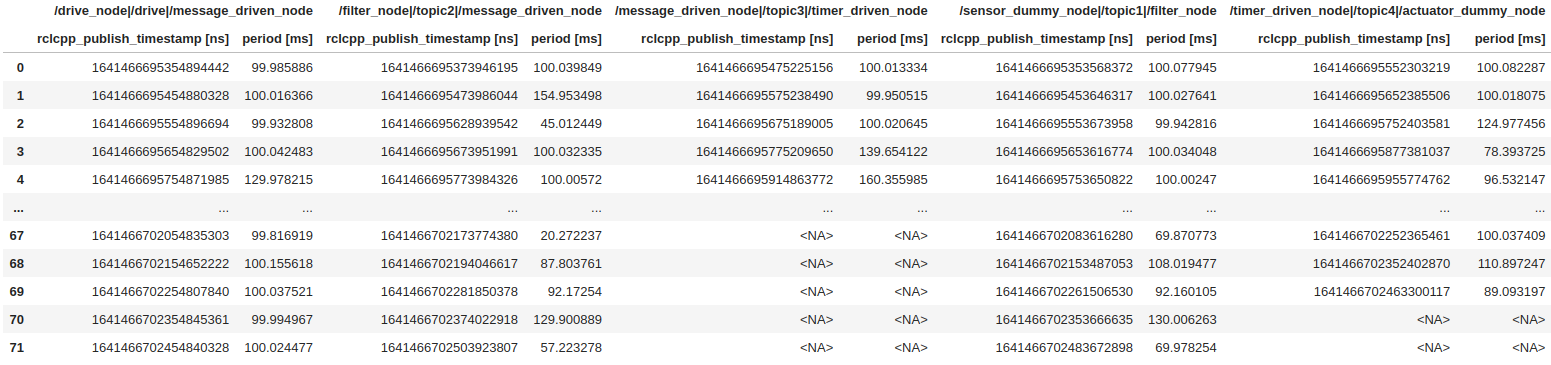 /drive_node|/drive|/message_driven_node /filter_node|/topic2|/message_driven_node /message_driven_node|/topic3|/timer_driven_node /sensor_dummy_node|/topic1|/filter_node /timer_driven_node|/topic4|/actuator_dummy_node
rclcpp_publish_timestamp [ns] period [ms] rclcpp_publish_timestamp [ns] period [ms] rclcpp_publish_timestamp [ns] period [ms] rclcpp_publish_timestamp [ns] period [ms] rclcpp_publish_timestamp [ns] period [ms]
0 1641466695354894442 99.985886 1641466695373946195 100.039849 1641466695475225156 100.013334 1641466695353568372 100.077945 1641466695552303219 100.082287
1 1641466695454880328 100.016366 1641466695473986044 154.953498 1641466695575238490 99.950515 1641466695453646317 100.027641 1641466695652385506 100.018075
2 1641466695554896694 99.932808 1641466695628939542 45.012449 1641466695675189005 100.020645 1641466695553673958 99.942816 1641466695752403581 124.977456
3 1641466695654829502 100.042483 1641466695673951991 100.032335 1641466695775209650 139.654122 1641466695653616774 100.034048 1641466695877381037 78.393725
4 1641466695754871985 129.978215 1641466695773984326 100.00572 1641466695914863772 160.355985 1641466695753650822 100.00247 1641466695955774762 96.532147
... ... ... ... ... ... ... ... ... ... ...
67 1641466702054835303 99.816919 1641466702173774380 20.272237 <NA> <NA> 1641466702083616280 69.870773 1641466702252365461 100.037409
68 1641466702154652222 100.155618 1641466702194046617 87.803761 <NA> <NA> 1641466702153487053 108.019477 1641466702352402870 110.897247
69 1641466702254807840 100.037521 1641466702281850378 92.17254 <NA> <NA> 1641466702261506530 92.160105 1641466702463300117 89.093197
70 1641466702354845361 99.994967 1641466702374022918 129.900889 <NA> <NA> 1641466702353666635 130.006263 <NA> <NA>
71 1641466702454840328 100.024477 1641466702503923807 57.223278 <NA> <NA> 1641466702483672898 69.978254 <NA> <NA>